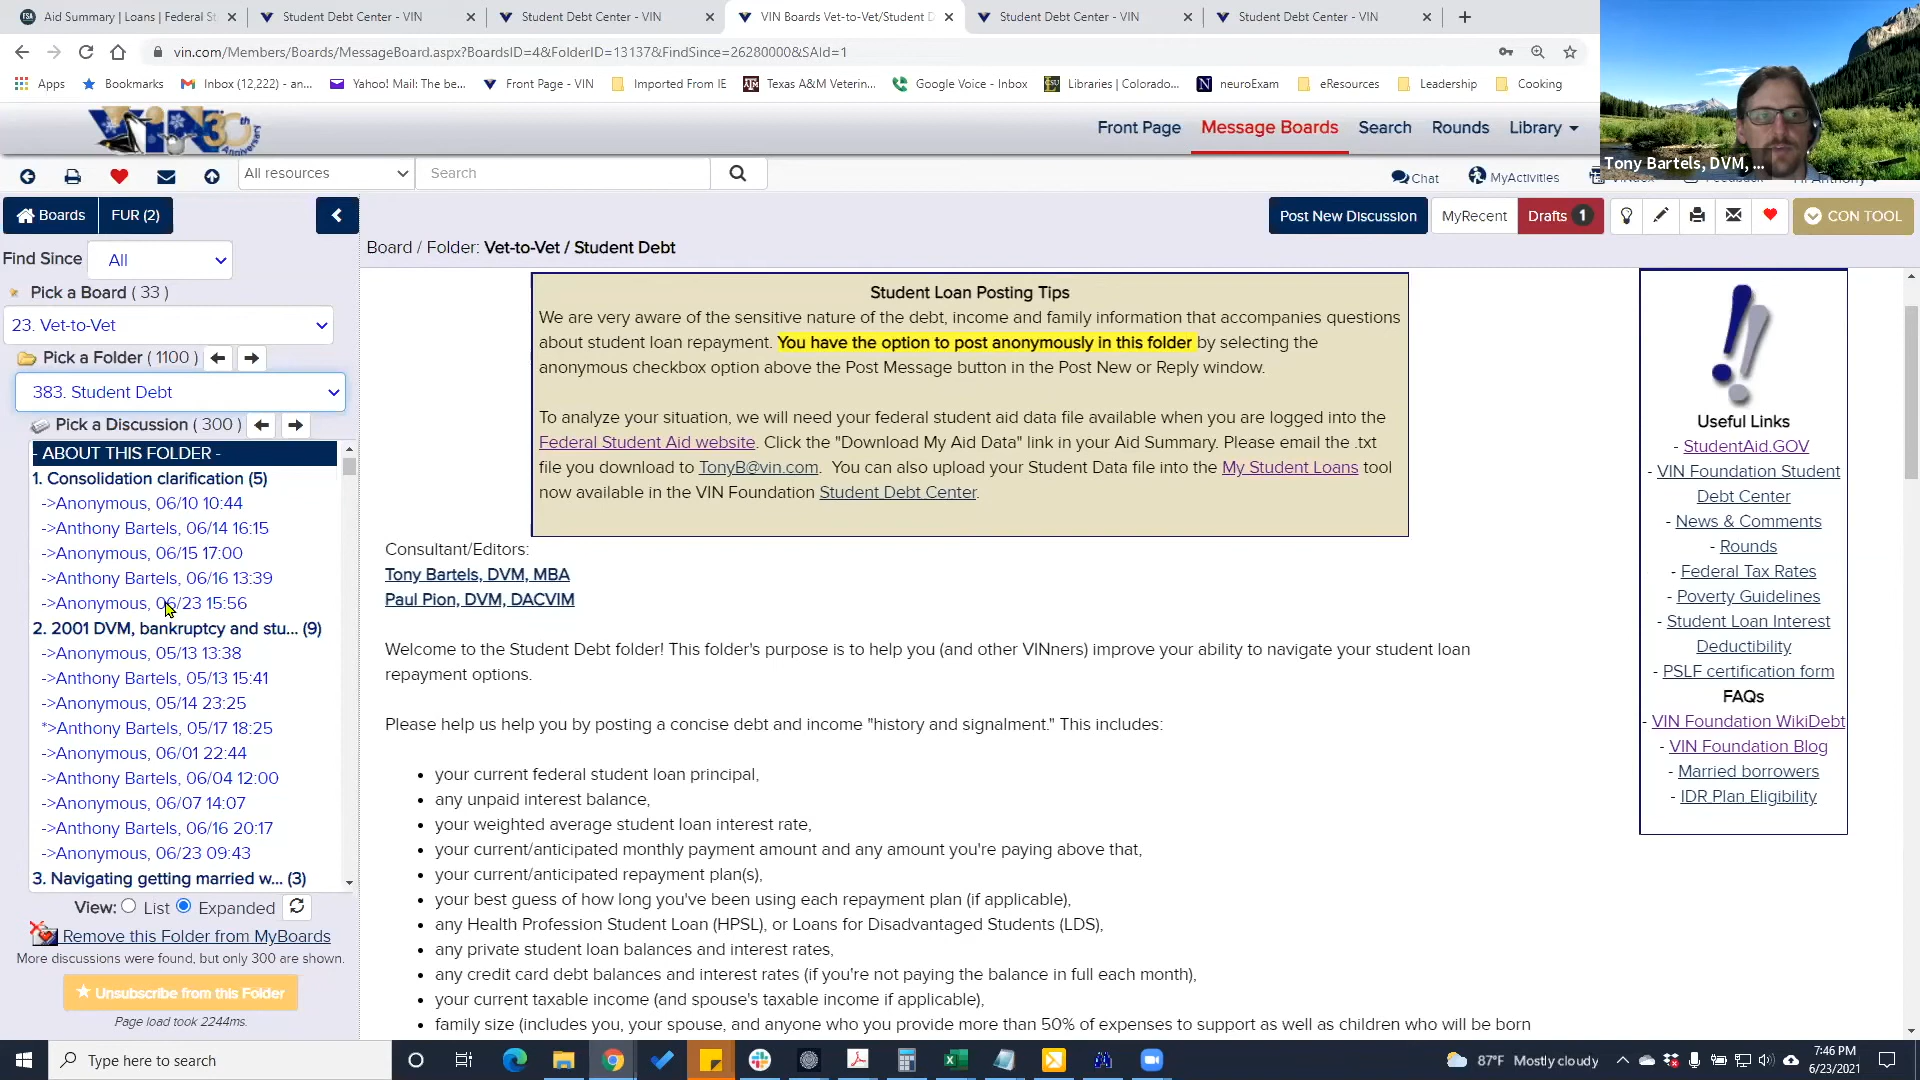 Aid Summary | Loans | Federal St
Student Debt Center - VIN
Student Debt Center - VIN
VIN Boards Vet-to-Vet/Student D
Student Debt Center - VIN
Student Debt Center - VIN
vin.com/Members/Boards/MessageBoard.aspx?BoardsID=4&FolderID=13137&FindSince=26280000&SAId=1
Apps
Bookmarks
Inbox (12,222) - an...
Yahoo! Mail: The be...
Front Page - VIN
Imported From IE
Texas A&M Veterin...
Google Voice - Inbox
Libraries | Colorado...
neuroExam
eResources
Leadership
Cooking
Tony Bartels, DVM, ...
VIN 30th Anniversary
Front Page
Message Boards
Search
Rounds
Library
All resources
Search
Chat
MyActivities
Boards
FUR (2)
Post New Discussion
MyRecent
Drafts 1
CON TOOL
Find Since
All
Board / Folder: Vet-to-Vet / Student Debt
Pick a Board ( 33 )
23. Vet-to-Vet
Pick a Folder ( 1100 )
383. Student Debt
Pick a Discussion ( 300 )
- ABOUT THIS FOLDER -
1. Consolidation clarification (5)
->Anonymous, 06/10 10:44
->Anthony Bartels, 06/14 16:15
->Anonymous, 06/15 17:00
->Anthony Bartels, 06/16 13:39
->Anonymous, 06/23 15:56
2. 2001 DVM, bankruptcy and stu... (9)
->Anonymous, 05/13 13:38
->Anonymous, 05/13 15:41
->Anonymous, 05/14 23:25
*>Anthony Bartels, 05/17 18:25
->Anonymous, 06/01 22:44
->Anthony Bartels, 06/04 12:00
->Anonymous, 06/07 14:07
->Anthony Bartels, 06/16 20:17
->Anonymous, 06/23 09:43
3. Navigating getting married w... (3)
View: List Expanded
Remove this Folder from MyBoards
More discussions were found, but only 300 are shown.
Unsubscribe from this Folder
Page load took 2244ms.
Student Loan Posting Tips
We are very aware of the sensitive nature of the debt, income and family information that accompanies questions
about student loan repayment. You have the option to post anonymously in this folder by selecting the
anonymous checkbox option above the Post Message button in the Post New or Reply window.
To analyze your situation, we will need your federal student aid data file available when you are logged into the
Federal Student Aid website. Click the "Download My Aid Data" link in your Aid Summary. Please email the .txt
file you download to TonyB@vin.com. You can also upload your Student Data file into the My Student Loans tool
now available in the VIN Foundation Student Debt Center.
Consultant/Editors:
Tony Bartels, DVM, MBA
Paul Pion, DVM, DACVIM
Welcome to the Student Debt folder! This folder's purpose is to help you (and other VINners) improve your ability to navigate your student loan
repayment options.
Please help us help you by posting a concise debt and income "history and signalment." This includes:
• your current federal student loan principal,
• any unpaid interest balance,
• your weighted average student loan interest rate,
• your current/anticipated monthly payment amount and any amount you're paying above that,
• your current/anticipated repayment plan(s),
• your best guess of how long you've been using each repayment plan (if applicable),
• any Health Profession Student Loan (HPSL), or Loans for Disadvantaged Students (LDS),
• any private student loan balances and interest rates,
• any credit card debt balances and interest rates (if you're not paying the balance in full each month),
• your current taxable income (and spouse's taxable income if applicable),
• family size (includes you, your spouse, and anyone who you provide more than 50% of expenses to support as well as children who will be born
Useful Links
- StudentAid.GOV
- VIN Foundation Student
Debt Center
- News & Comments
- Rounds
- Federal Tax Rates
- Poverty Guidelines
- Student Loan Interest
Deductibility
- PSLF certification form
FAQs
- VIN Foundation WikiDebt
- VIN Foundation Blog
- Married borrowers
- IDR Plan Eligibility
Type here to search
87°F Mostly cloudy
7:46 PM
6/23/2021